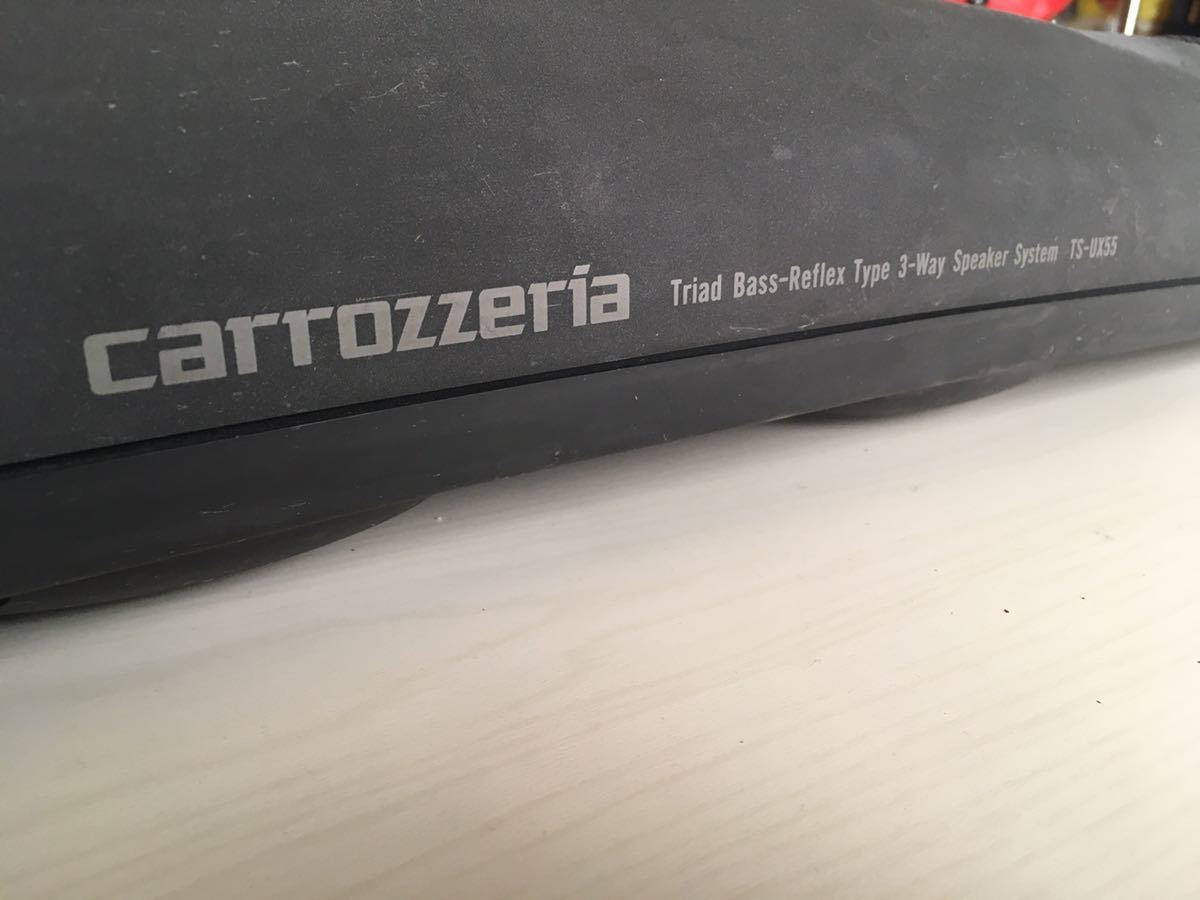 carrozzeria Triad Bass-Reflex Type 3-Way Speaker System TS-UX55